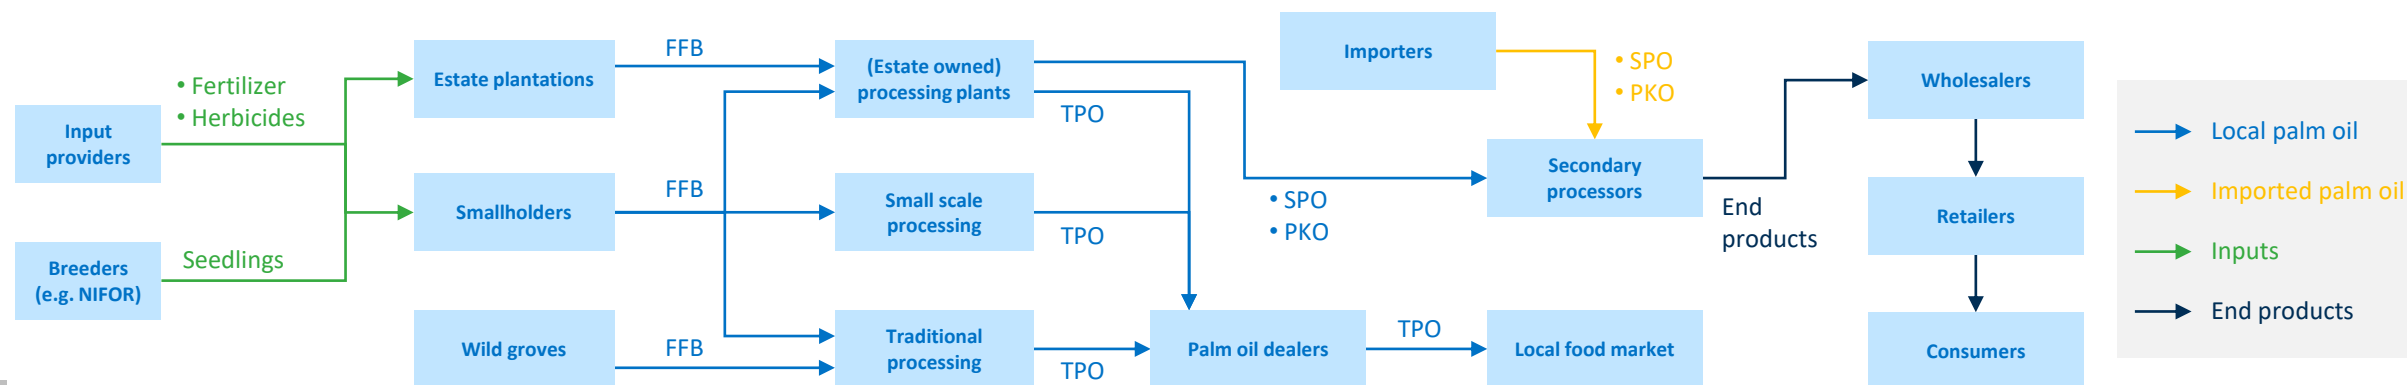 • Fertilizer
• Herbicides
Input
providers
Seedlings
Breeders
(e.g. NIFOR)
Estate plantations
Smallholders
Wild groves
FFB
FFB
FFB
(Estate owned)
processing plants
Small scale
processing
Traditional
processing
TPO
TPO
TPO
Palm oil dealers
TPO
Importers
• SPO
• PKO
• SPO
• PKO
Secondary
processors
Local food market
End
products
Wholesalers
Retailers
Consumers
Local palm oil
Imported palm oil
Inputs
End products